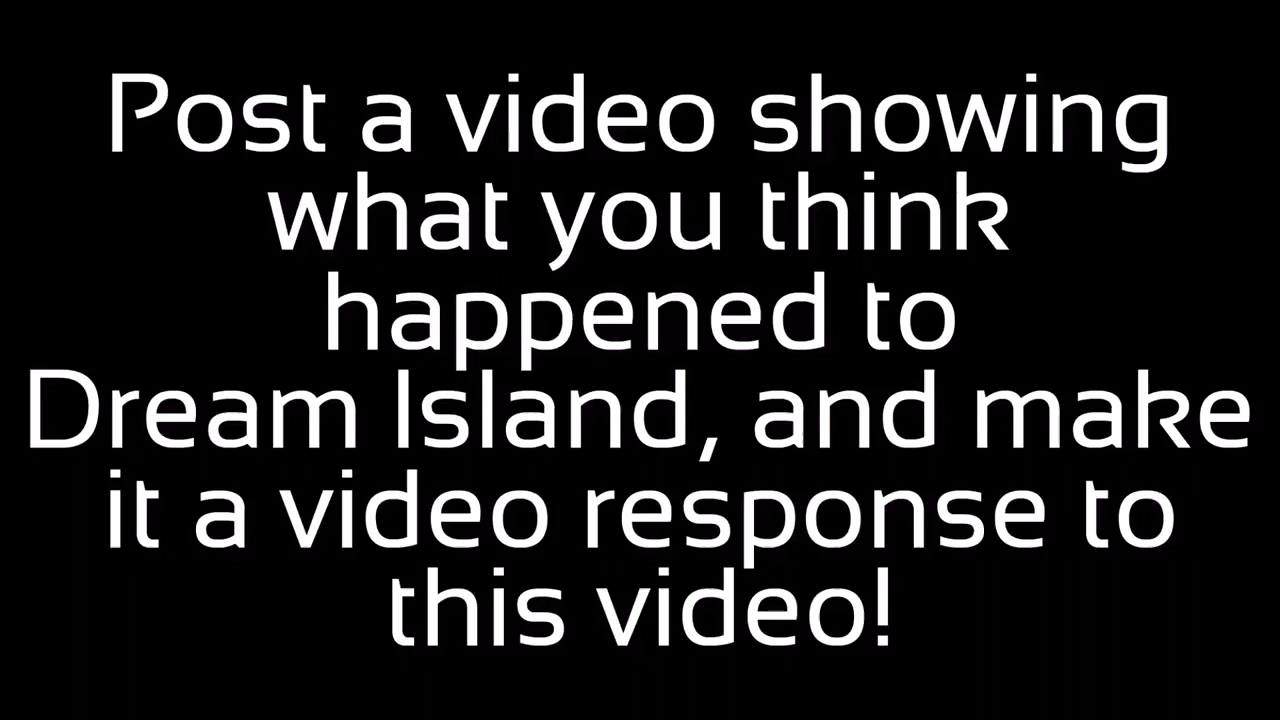 Post a video showing
what you think
happened to
Dream Island, and make
it a video response to
this video!